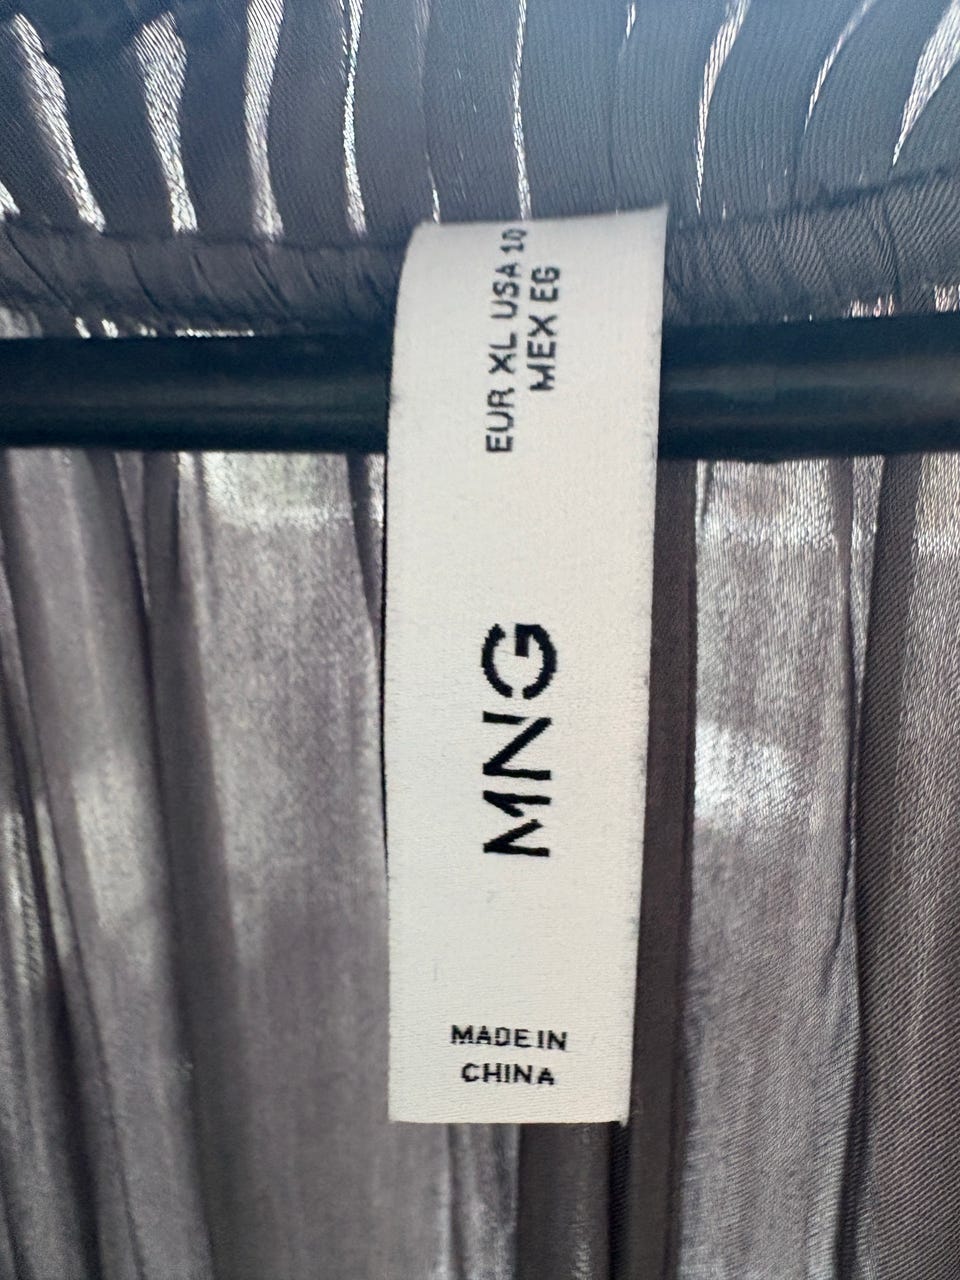 EUR XL USA 10
MEX EG
MNG
MADE IN
CHINA